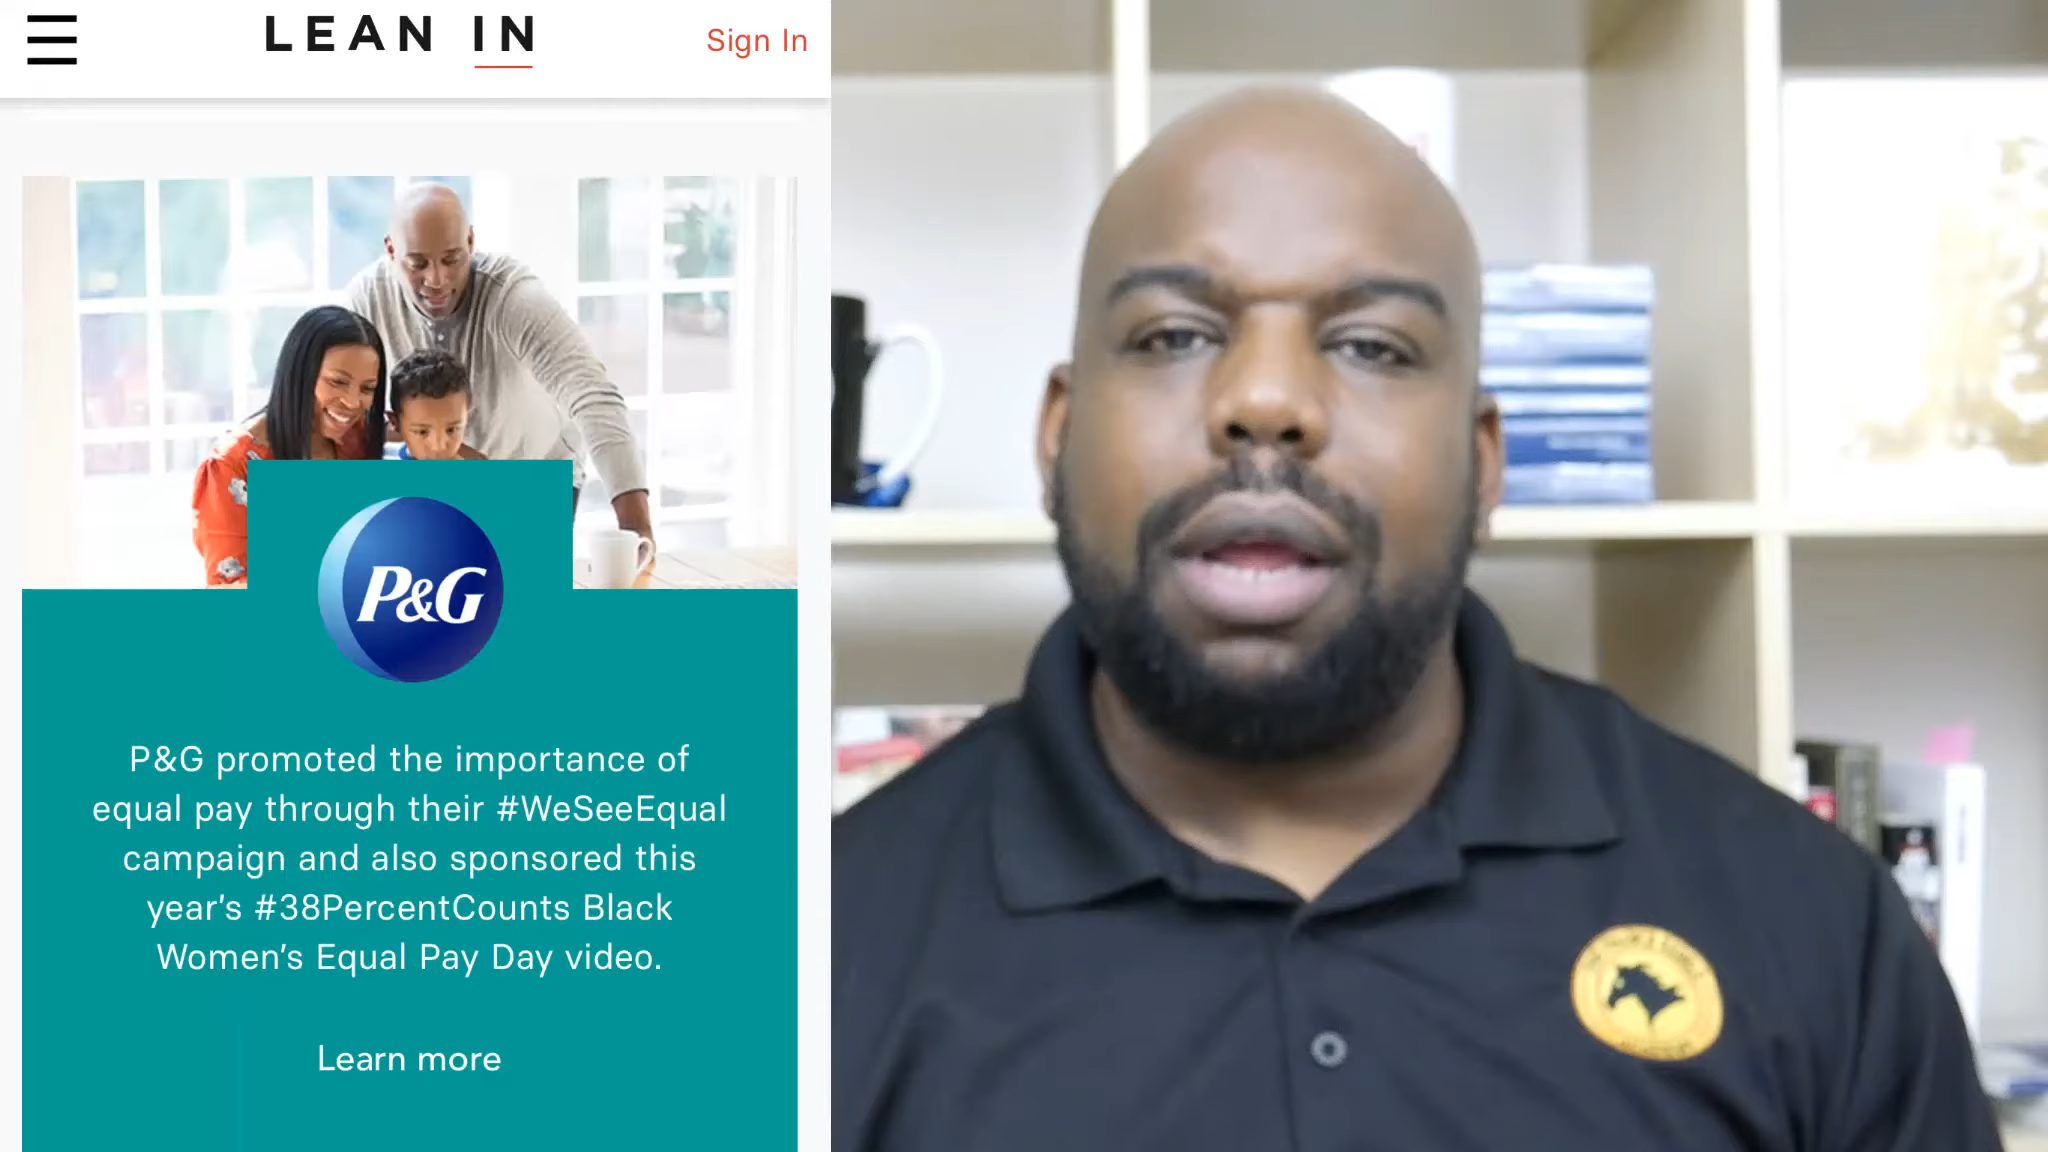 LEAN IN
Sign In
P&G
P&G promoted the importance of
equal pay through their #WeSeeEqual
campaign and also sponsored this
year's #38PercentCounts Black
Women's Equal Pay Day video.
Learn more